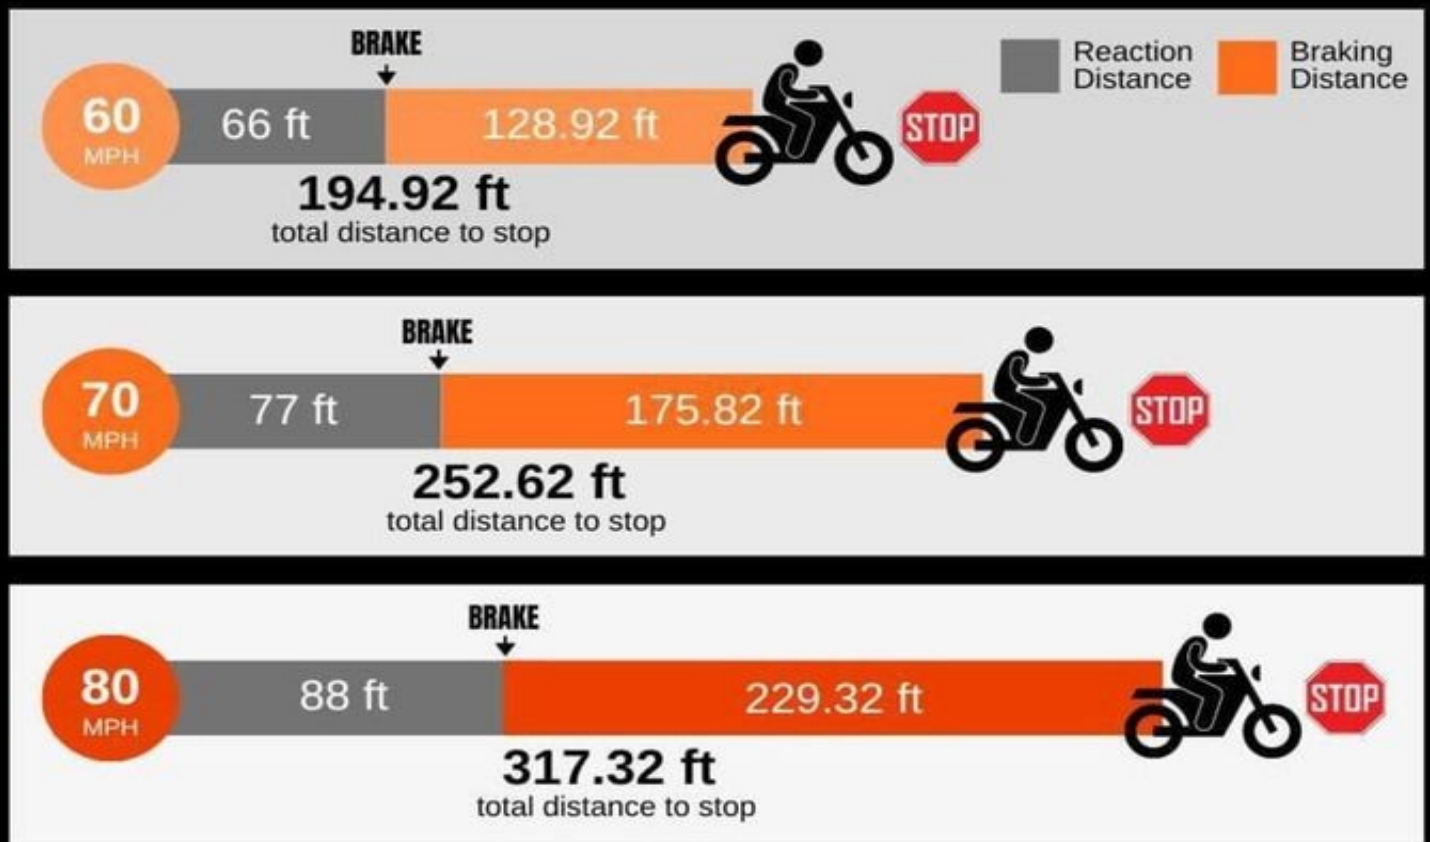 BRAKE
Reaction Distance
Braking Distance
60 MPH
66 ft
128.92 ft
STOP
194.92 ft
total distance to stop
BRAKE
70 MPH
77 ft
175.82 ft
STOP
252.62 ft
total distance to stop
BRAKE
80 MPH
88 ft
229.32 ft
STOP
317.32 ft
total distance to stop